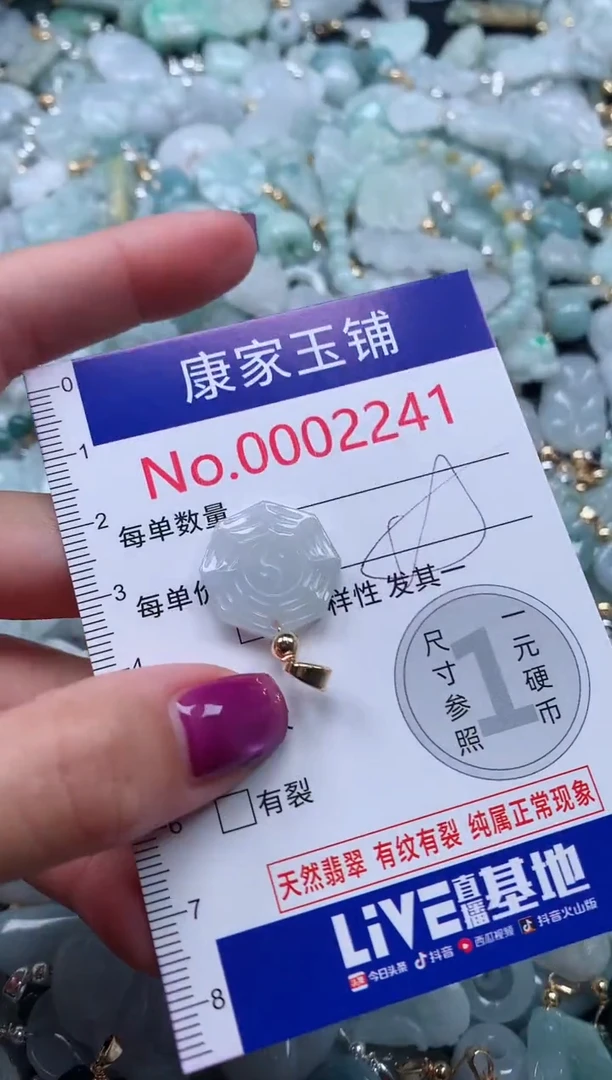 康家玉铺
No.0002241
0
1
2
每单数量
3
每单价
样性 发其一
4
尺寸参照
1
一元硬币
有裂
6
天然翡翠 有纹有裂 纯属正常现象
7
LiVE直播基地
头条 今日头条 抖音 西瓜视频 抖音火山版
8